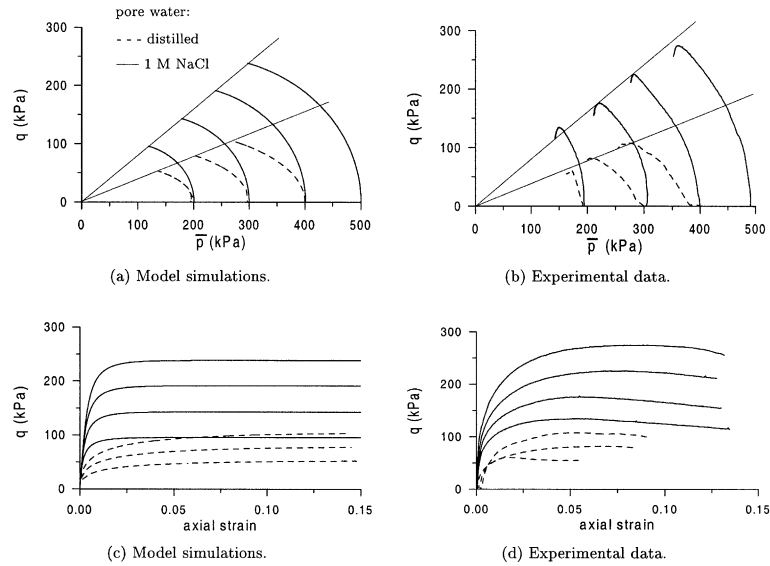 pore water:
distilled
1 M NaCl
300
200
100
0
q (kPa)
0 100 200 300 400 500
p̅ (kPa)
(a) Model simulations.
300
200
100
0
q (kPa)
0 100 200 300 400 500
p̅ (kPa)
(b) Experimental data.
300
200
100
0
q (kPa)
0.00 0.05 0.10 0.15
axial strain
(c) Model simulations.
300
200
100
0
q (kPa)
0.00 0.05 0.10 0.15
axial strain
(d) Experimental data.